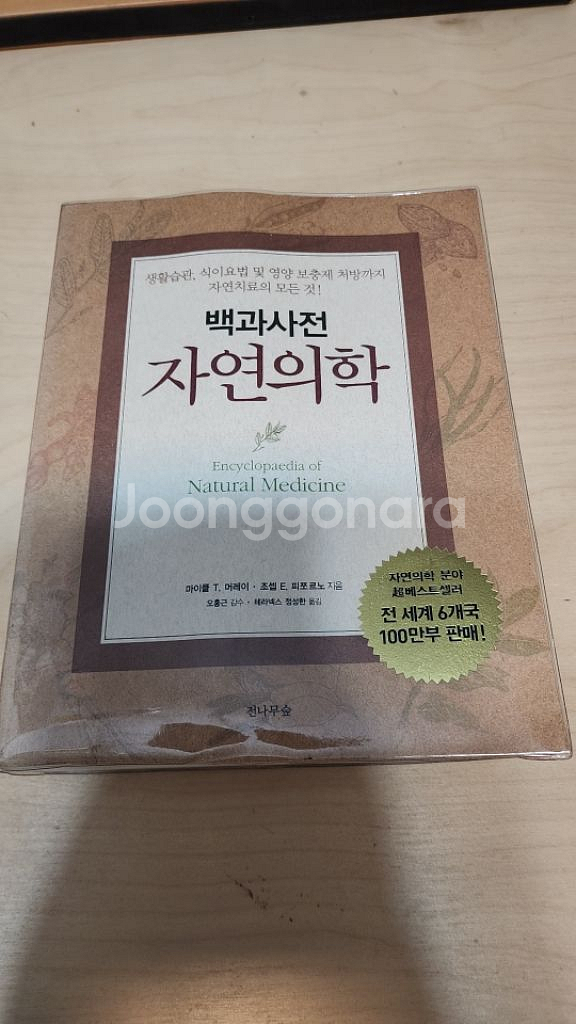 생활습관, 식이요법 및 영양 보충제 처방까지
자연치료의 모든 것!
백과사전
자연의학
Encyclopaedia of
Natural Medicine
Joonggonara
마이클 T. 머레이 · 조셉 E. 피쪼르노 지음
오홍근 감수 · 테라넥스 정성한 옮김
자연의학 분야
超베스트셀러
전 세계 6개국
100만부 판매!
전나무숲